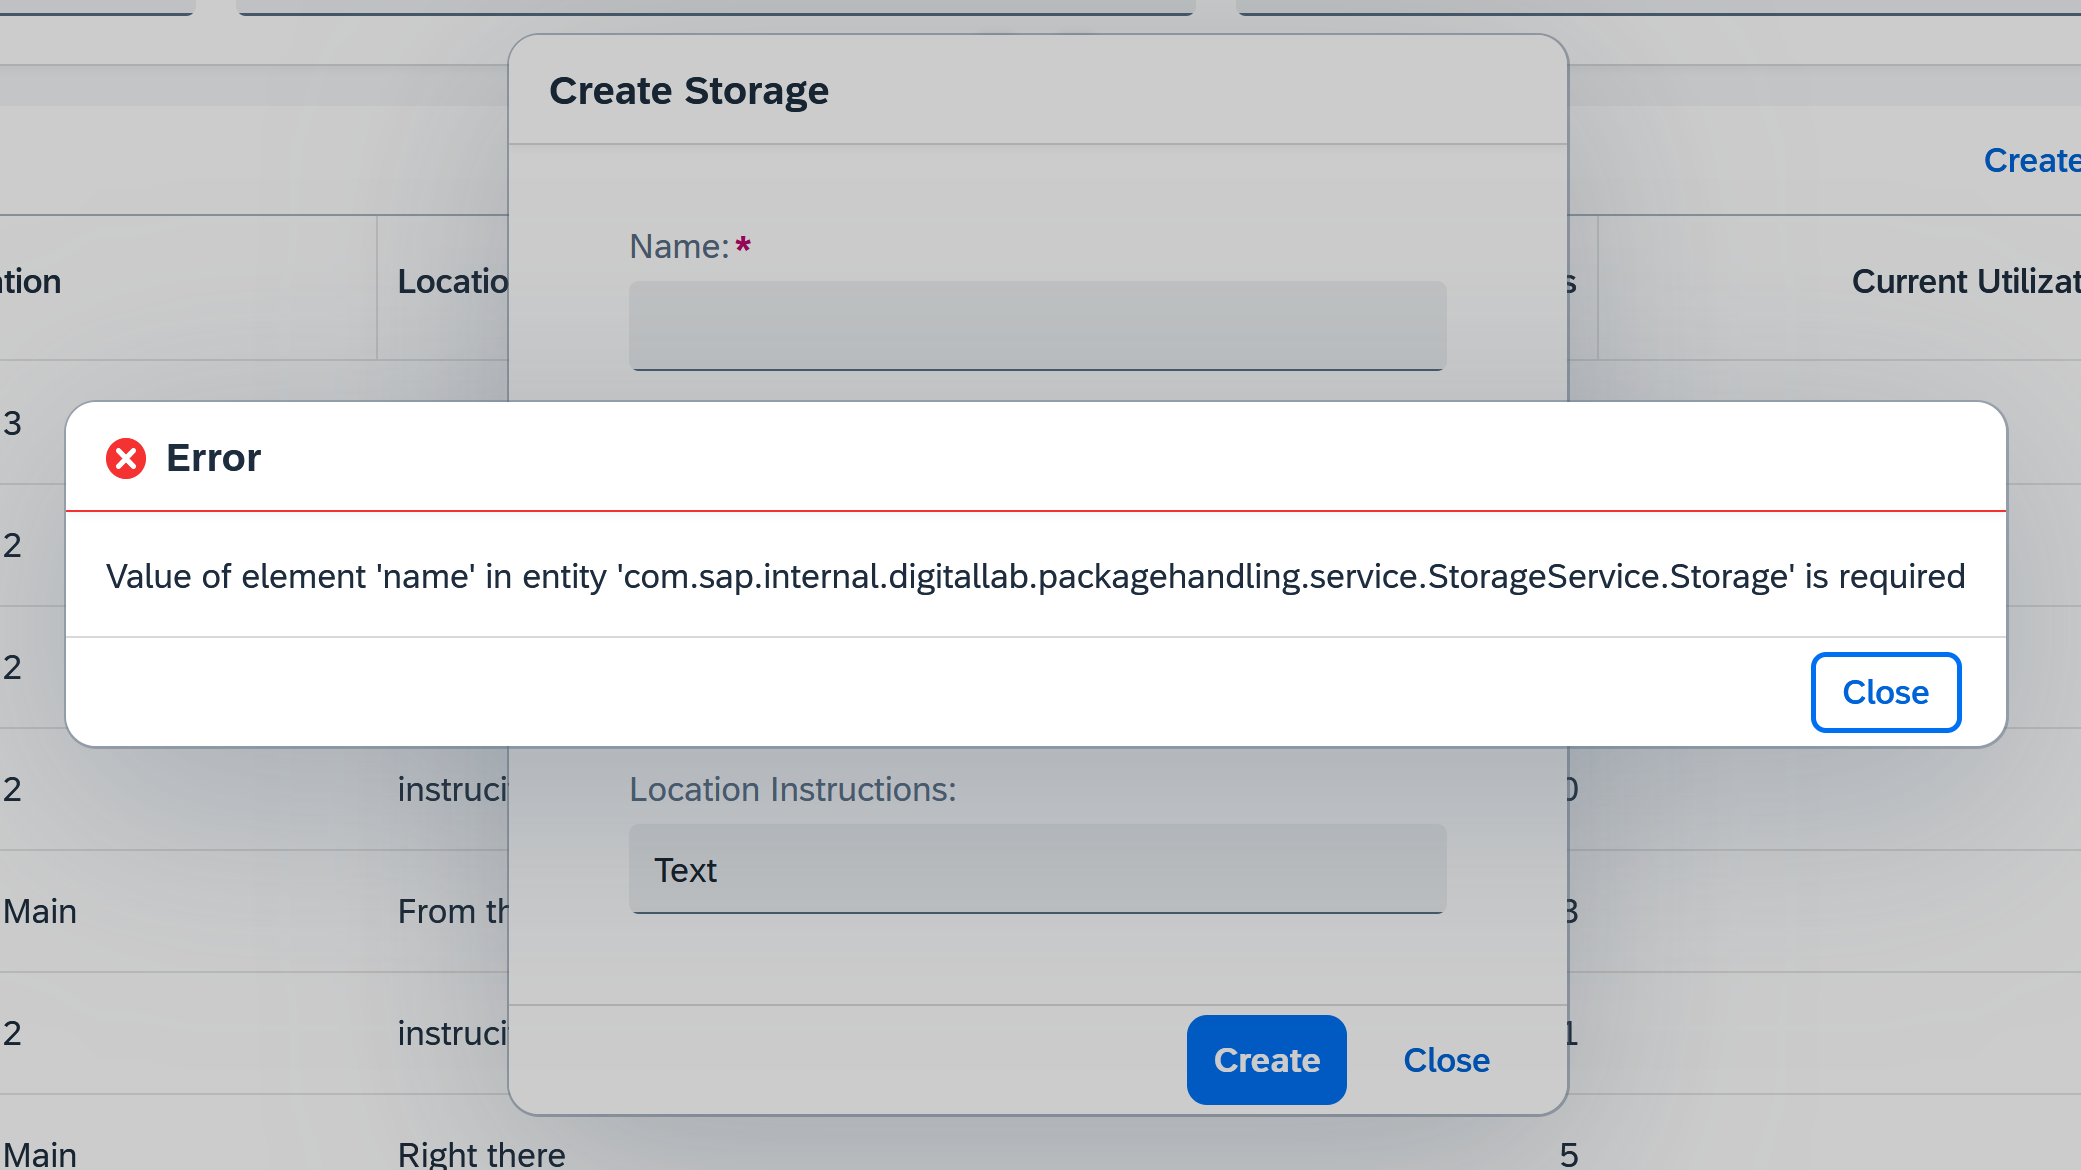 Create Storage
Create
Name:*
tion
Locatio
s
Current Utilizat
3
Error
2
Value of element 'name' in entity 'com.sap.internal.digitallab.packagehandling.service.StorageService.Storage' is required
2
Close
2
instruci
Location Instructions:
0
Text
Main
From th
3
2
instruci
1
Create
Close
Main
Right there
5